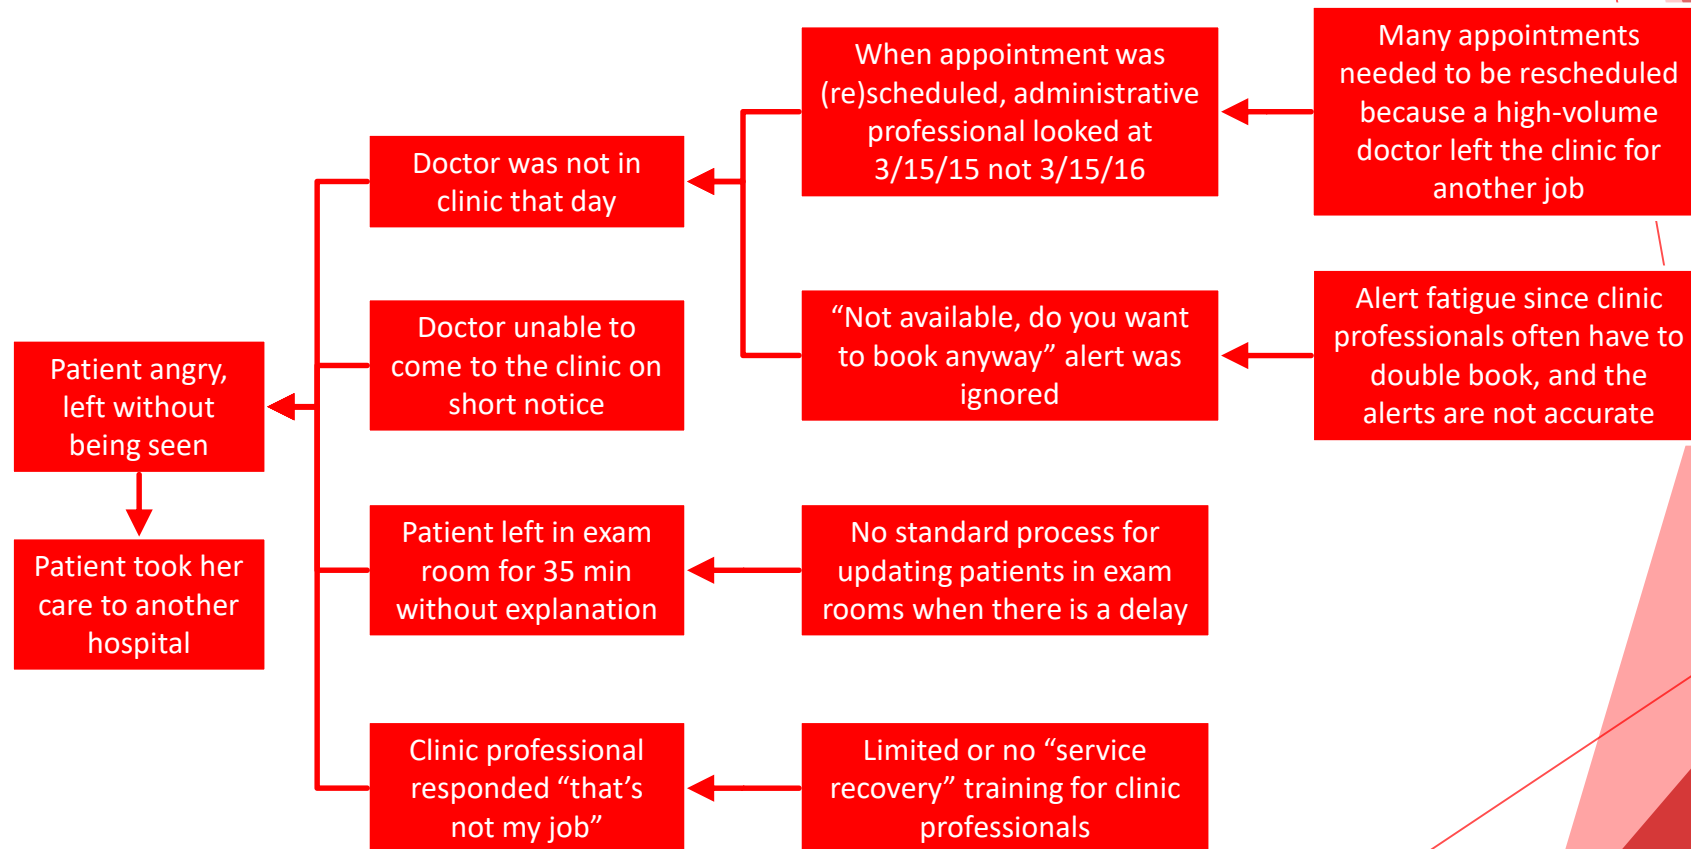 Patient angry,
left without
being seen
Patient took her
care to another
hospital
Doctor was not in
clinic that day
Doctor unable to
come to the clinic on
short notice
Patient left in exam
room for 35 min
without explanation
Clinic professional
responded “that’s
not my job”
When appointment was
(re)scheduled, administrative
professional looked at
3/15/15 not 3/15/16
“Not available, do you want
to book anyway” alert was
ignored
No standard process for
updating patients in exam
rooms when there is a delay
Limited or no “service
recovery” training for clinic
professionals
Many appointments
needed to be rescheduled
because a high-volume
doctor left the clinic for
another job
Alert fatigue since clinic
professionals often have to
double book, and the
alerts are not accurate